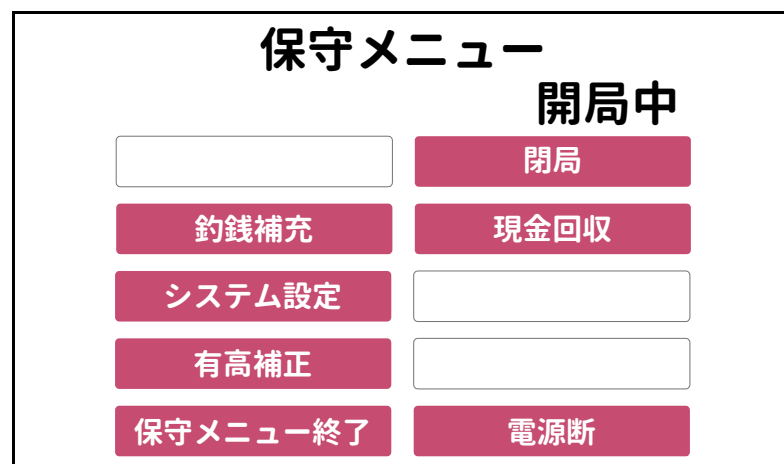 保守メニュー
開局中
閉局
釣銭補充 現金回収
システム設定
有高補正
保守メニュー終了 電源断